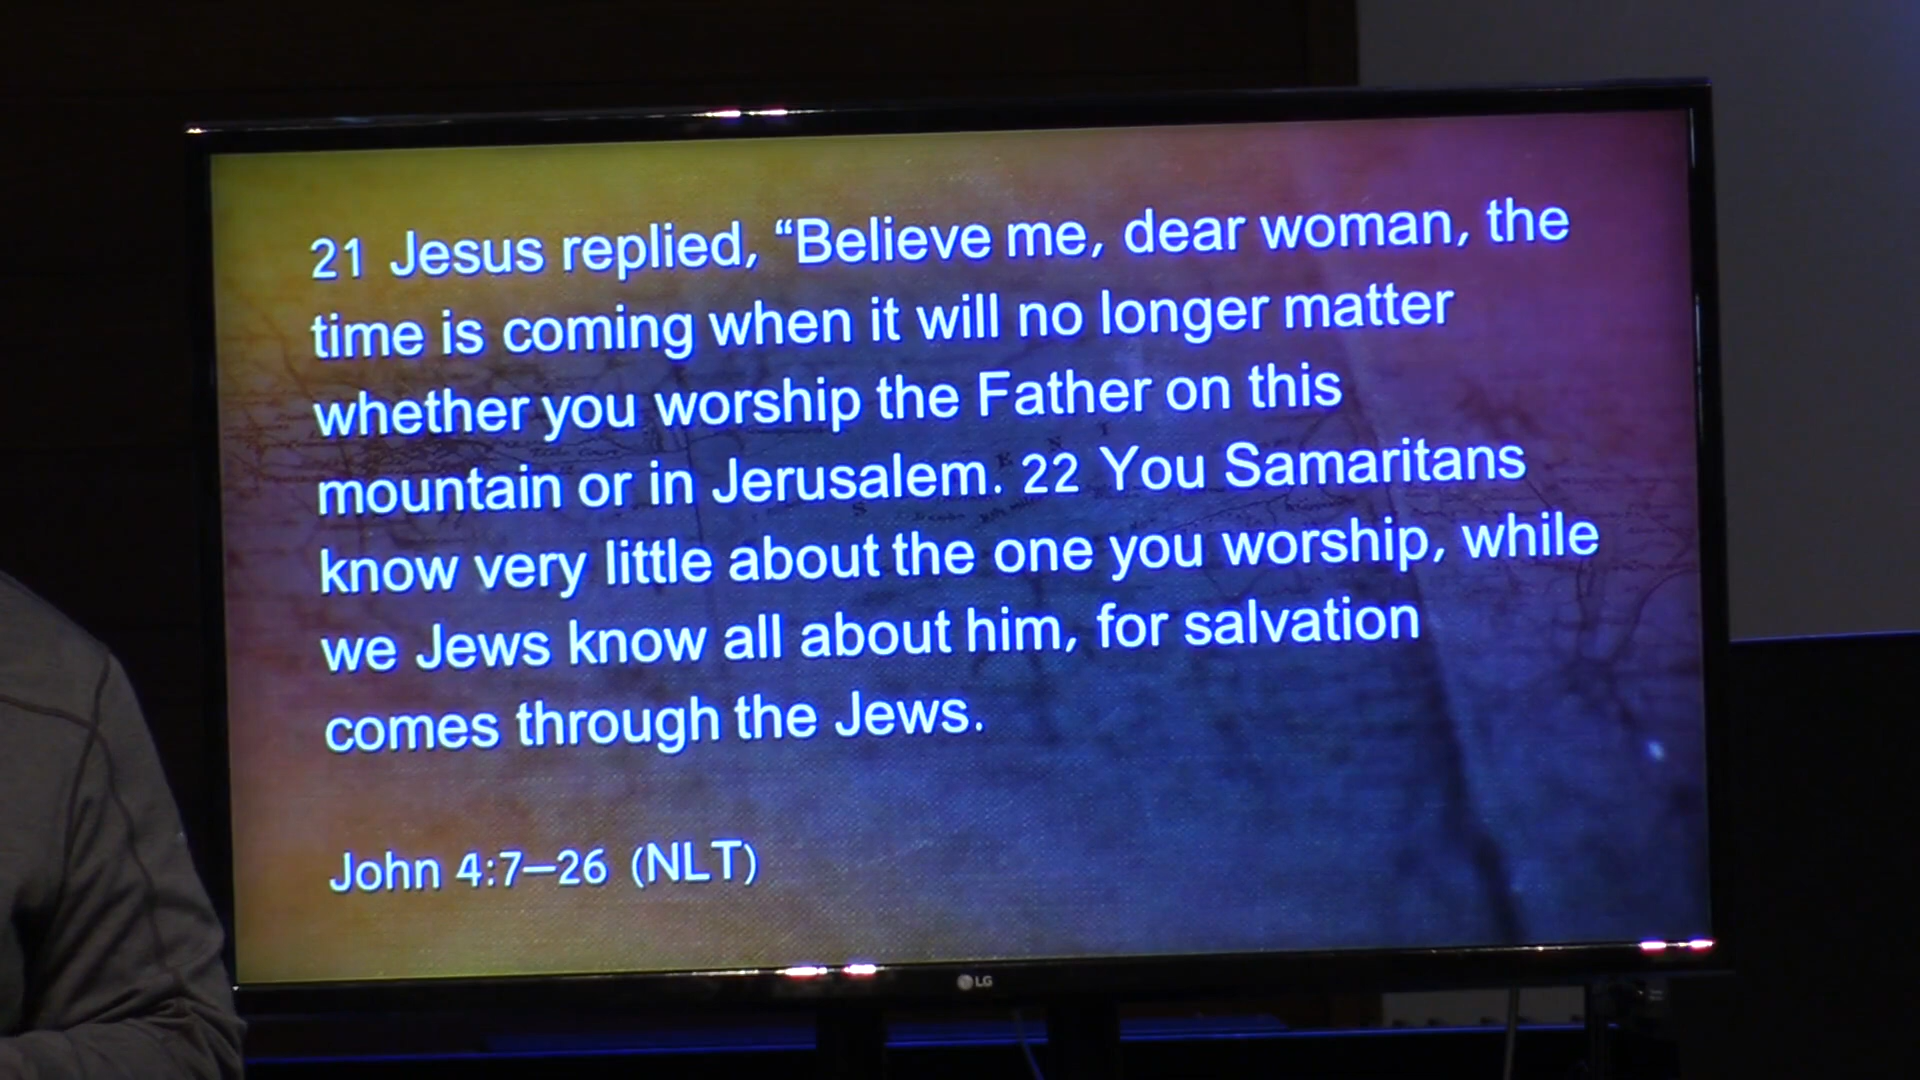 21 Jesus replied, “Believe me, dear woman, the
time is coming when it will no longer matter
whether you worship the Father on this
mountain or in Jerusalem. 22 You Samaritans
know very little about the one you worship, while
we Jews know all about him, for salvation
comes through the Jews.
John 4:7–26 (NLT)
LG